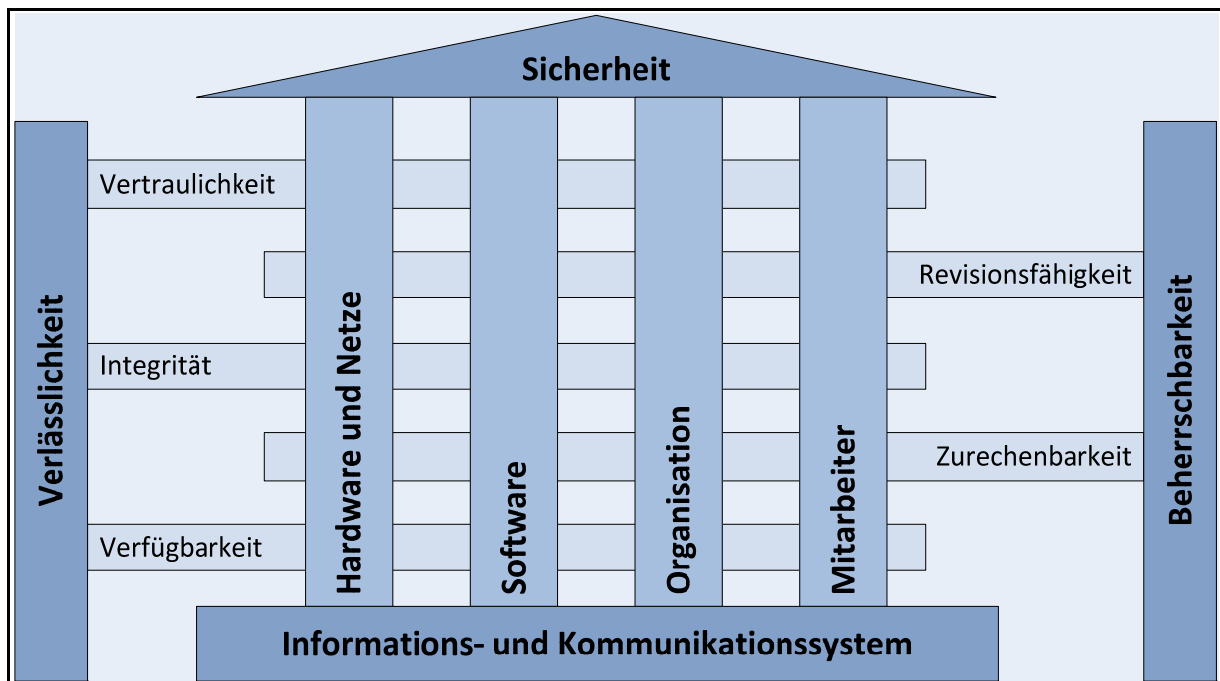 Sicherheit
Vertraulichkeit
Revisionsfähigkeit
Integrität
Zurechenbarkeit
Verfügbarkeit
Verlässlichkeit
Hardware und Netze
Software
Organisation
Mitarbeiter
Beherrschbarkeit
Informations- und Kommunikationssystem